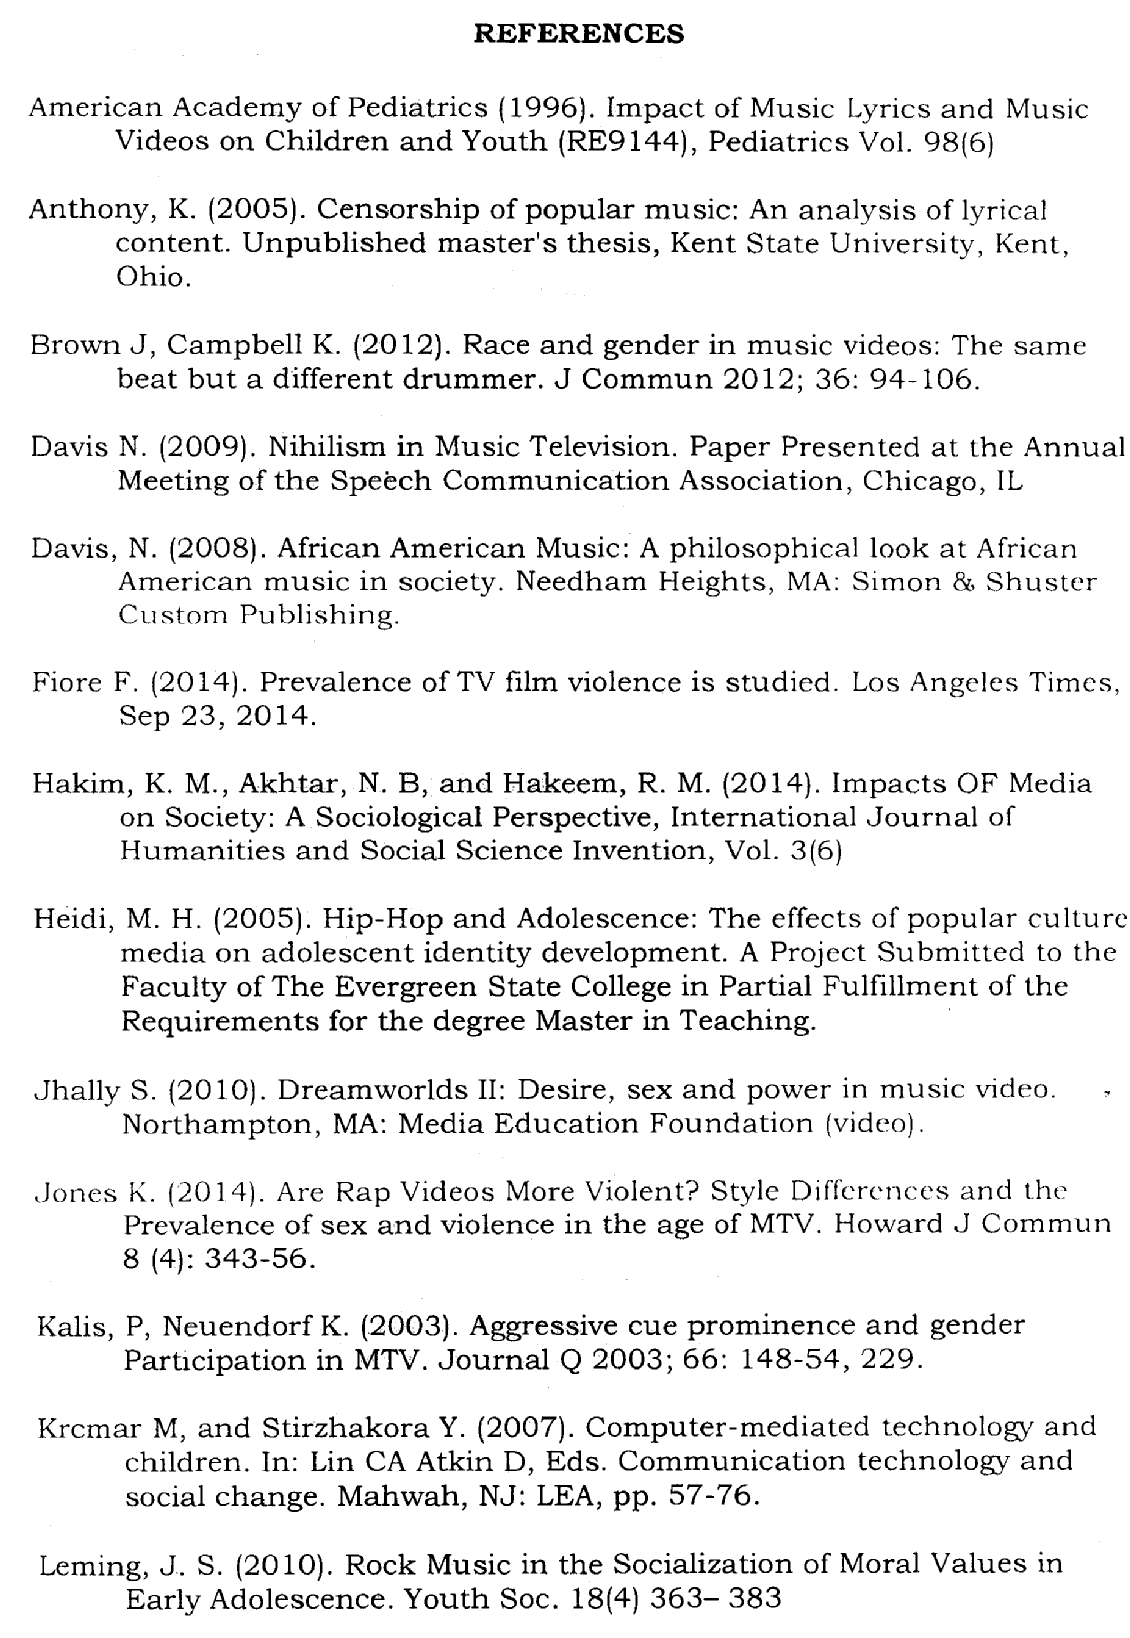 REFERENCES
American Academy of Pediatrics (1996). Impact of Music Lyrics and Music
Videos on Children and Youth (RE9144), Pediatrics Vol. 98(6)
Anthony, K. (2005). Censorship of popular music: An analysis of lyrical
content. Unpublished master's thesis, Kent State University, Kent,
Ohio.
Brown J, Campbell K. (2012). Race and gender in music videos: The same
beat but a different drummer. J Commun 2012; 36: 94-106.
Davis N. (2009). Nihilism in Music Television. Paper Presented at the Annual
Meeting of the Speech Communication Association, Chicago, IL
Davis, N. (2008). African American Music: A philosophical look at African
American music in society. Needham Heights, MA: Simon & Shuster
Custom Publishing.
Fiore F. (2014). Prevalence of TV film violence is studied. Los Angeles Times,
Sep 23, 2014.
Hakim, K. M., Akhtar, N. B, and Hakeem, R. M. (2014). Impacts OF Media
on Society: A Sociological Perspective, International Journal of
Humanities and Social Science Invention, Vol. 3(6)
Heidi, M. H. (2005). Hip-Hop and Adolescence: The effects of popular culture
media on adolescent identity development. A Project Submitted to the
Faculty of The Evergreen State College in Partial Fulfillment of the
Requirements for the degree Master in Teaching.
Jhally S. (2010). Dreamworlds II: Desire, sex and power in music video.
Northampton, MA: Media Education Foundation (video).
Jones K. (2014). Are Rap Videos More Violent? Style Differences and the
Prevalence of sex and violence in the age of MTV. Howard J Commun
8 (4): 343-56.
Kalis, P, Neuendorf K. (2003). Aggressive cue prominence and gender
Participation in MTV. Journal Q 2003; 66: 148-54, 229.
Krcmar M, and Stirzhakora Y. (2007). Computer-mediated technology and
children. In: Lin CA Atkin D, Eds. Communication technology and
social change. Mahwah, NJ: LEA, pp. 57-76.
Leming, J. S. (2010). Rock Music in the Socialization of Moral Values in
Early Adolescence. Youth Soc. 18(4) 363– 383